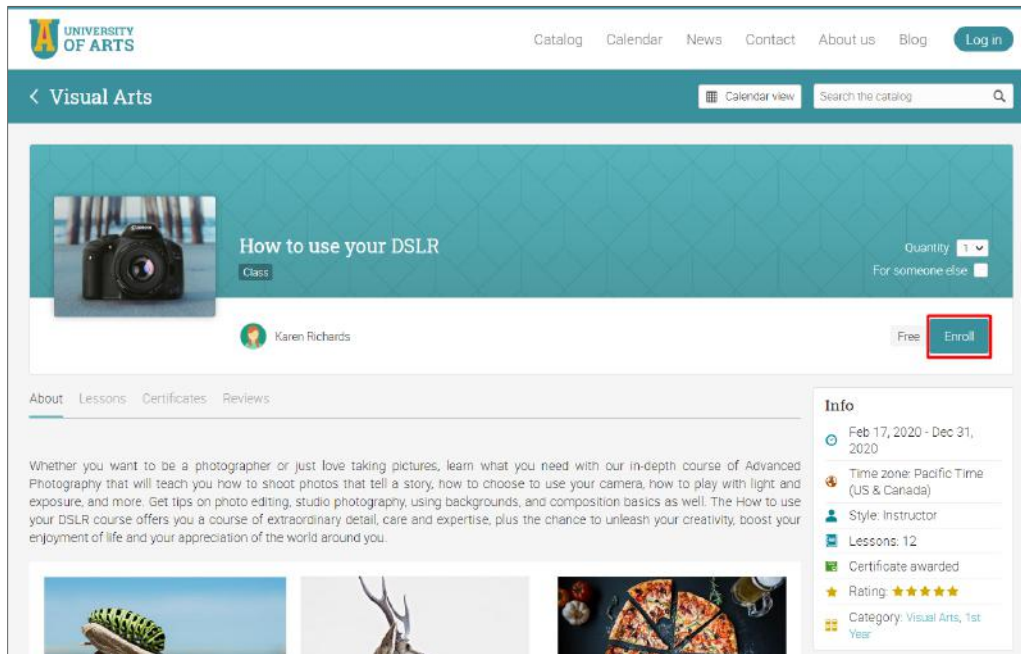 UNIVERSITY
OF ARTS
Catalog Calendar News Contact About us Blog Log in
< Visual Arts
Calendar view Search the catalog
Canon
How to use your DSLR
Class
Quantity 1
For someone else
Karen Richards
Free Enroll
About Lessons Certificates Reviews
Whether you want to be a photographer or just love taking pictures, learn what you need with our in-depth course of Advanced
Photography that will teach you how to shoot photos that tell a story, how to choose to use your camera, how to play with light and
exposure, and more. Get tips on photo editing, studio photography, using backgrounds, and composition basics as well. The How to use
your DSLR course offers you a course of extraordinary detail, care and expertise, plus the chance to unleash your creativity, boost your
enjoyment of life and your appreciation of the world around you.
Info
Feb 17, 2020 - Dec 31,
2020
Time zone: Pacific Time
(US & Canada)
Style: Instructor
Lessons: 12
Certificate awarded
Rating: ★★★★★
Category: Visual Arts, 1st
Year